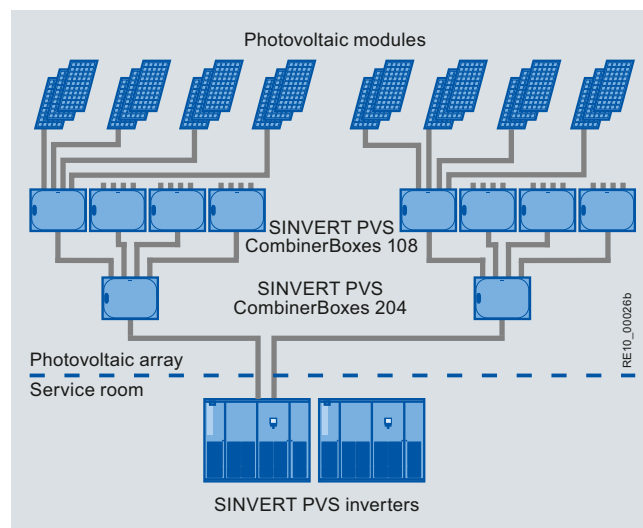 Photovoltaic modules
SINVERT PVS
CombinerBoxes 108
SINVERT PVS
CombinerBoxes 204
RE10_00026b
Photovoltaic array
Service room
SINVERT PVS inverters